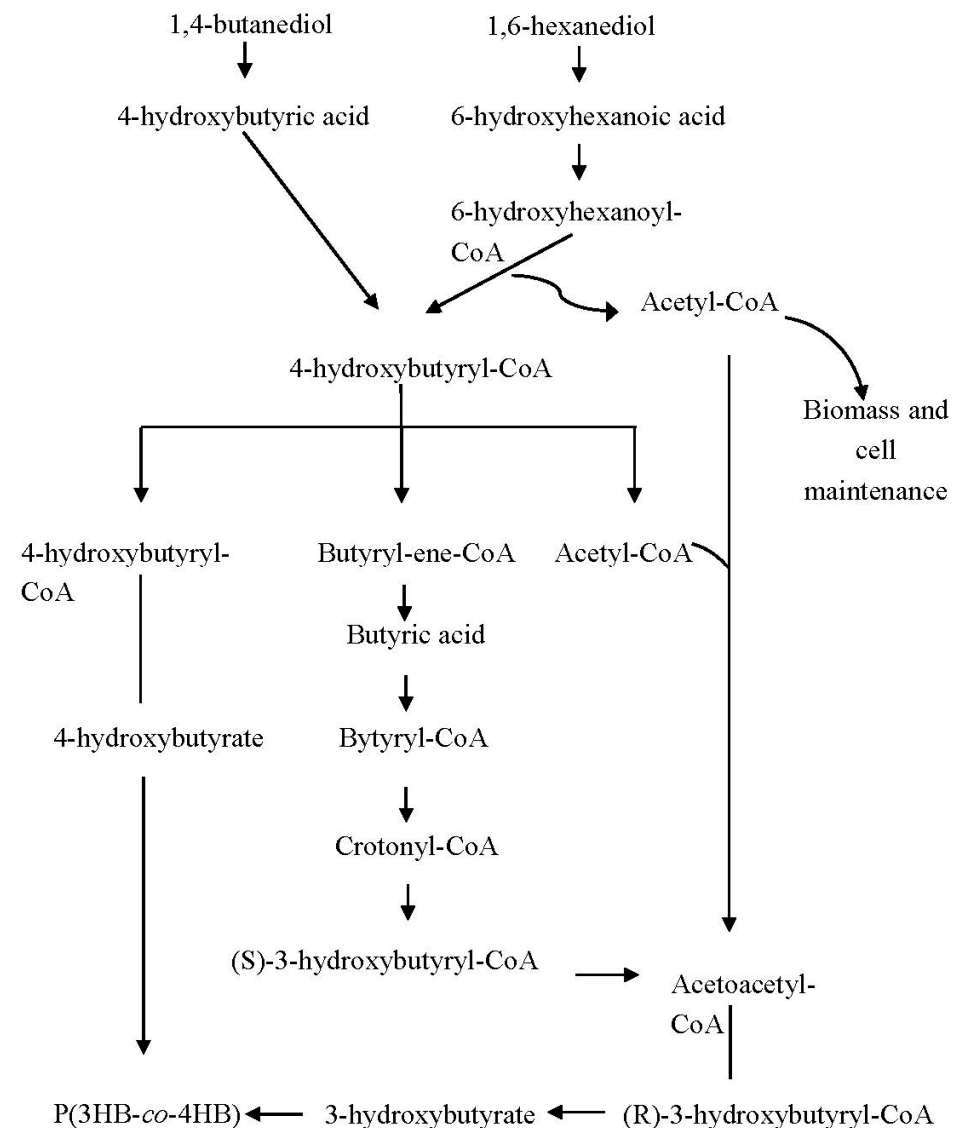 1,4-butanediol
1,6-hexanediol
4-hydroxybutyric acid
6-hydroxyhexanoic acid
6-hydroxyhexanoyl-
CoA
Acetyl-CoA
4-hydroxybutyryl-CoA
Biomass and
cell
maintenance
4-hydroxybutyryl-
CoA
Butyryl-ene-CoA
Acetyl-CoA
Butyric acid
4-hydroxybutyrate
Bytyryl-CoA
Crotonyl-CoA
(S)-3-hydroxybutyryl-CoA
Acetoacetyl-
CoA
P(3HB-co-4HB)
3-hydroxybutyrate
(R)-3-hydroxybutyryl-CoA